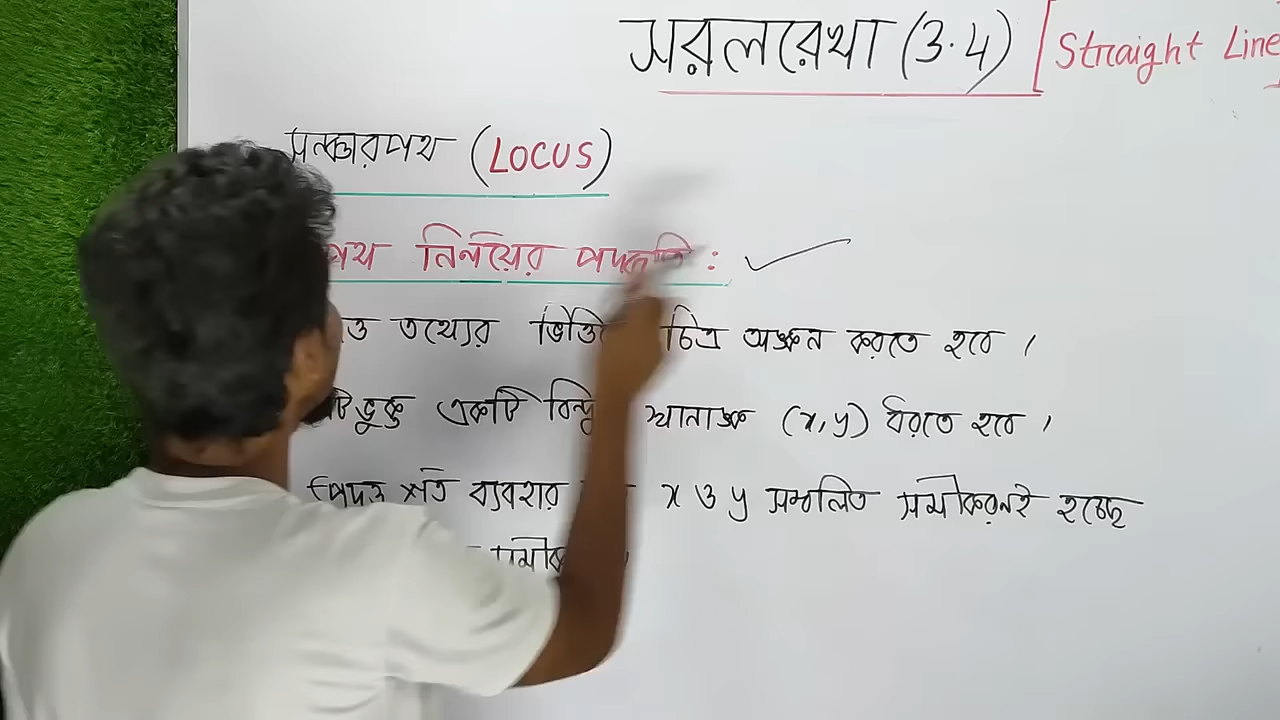 সরলরেখা (3.4) [Straight Line]
সঞ্চারপথ (LOCUS)
নির্ণয়ের পদ্ধতি :
তথ্যের চিত্র অঙ্কন করতে হবে ।
একটি স্থানাঙ্ক (x,y) ধরতে হবে ।
প্রদত্ত শর্ত ব্যবহার x ও y সম্বলিত সমীকরণই হচ্ছে